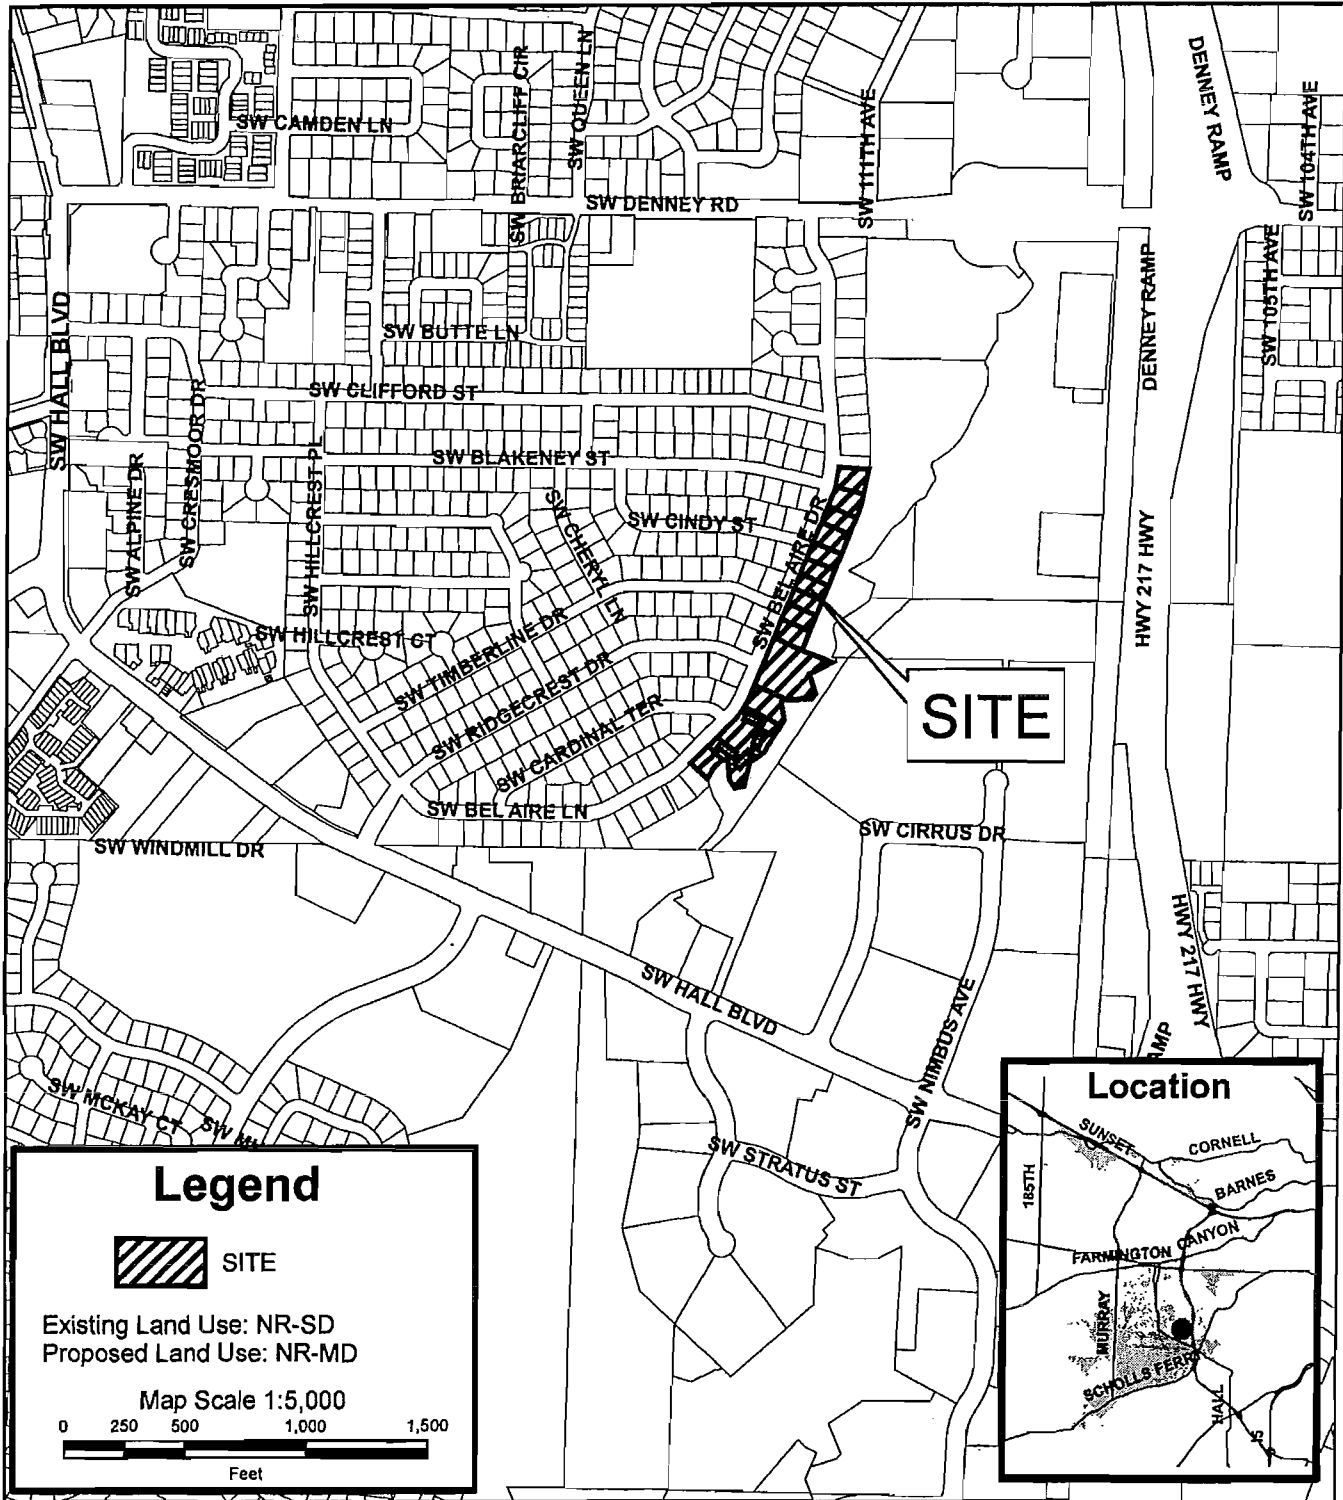 SW CAMDEN LN
SW BRIARCLIFF CIR
SW QUEEN LN
SW 111TH AVE
DENNEY RAMP
SW 104TH AVE
SW DENNEY RD
SW 105TH AVE
DENNEY RAMP
SW HALL BLVD
SW BUTTE LN
SW CLIFFORD ST
SW CRESMOOR DR
SW ALPINE DR
SW HILLCREST PL
SW BLAKENEY ST
SW CHERYL LN
SW CINDY ST
SW BEL AIRE DR
HWY 217 HWY
SW HILLCREST CT
SW TIMBERLINE DR
SW RIDGECREST DR
SW CARDINAL TER
SITE
SW BEL AIRE LN
SW CIRRUS DR
SW WINDMILL DR
HWY 217 HWY
SW HALL BLVD
SW NIMBUS AVE
AMP
SW MCKAY CT
SW STRATUS ST
Legend
SITE
Existing Land Use: NR-SD
Proposed Land Use: NR-MD
Map Scale 1:5,000
0 250 500 1,000 1,500
Feet
Location
SUNSET
CORNELL
185TH
BARNES
CANYON
FARMINGTON
MURRAY
SCHOLLS FERRY
HALL
I5